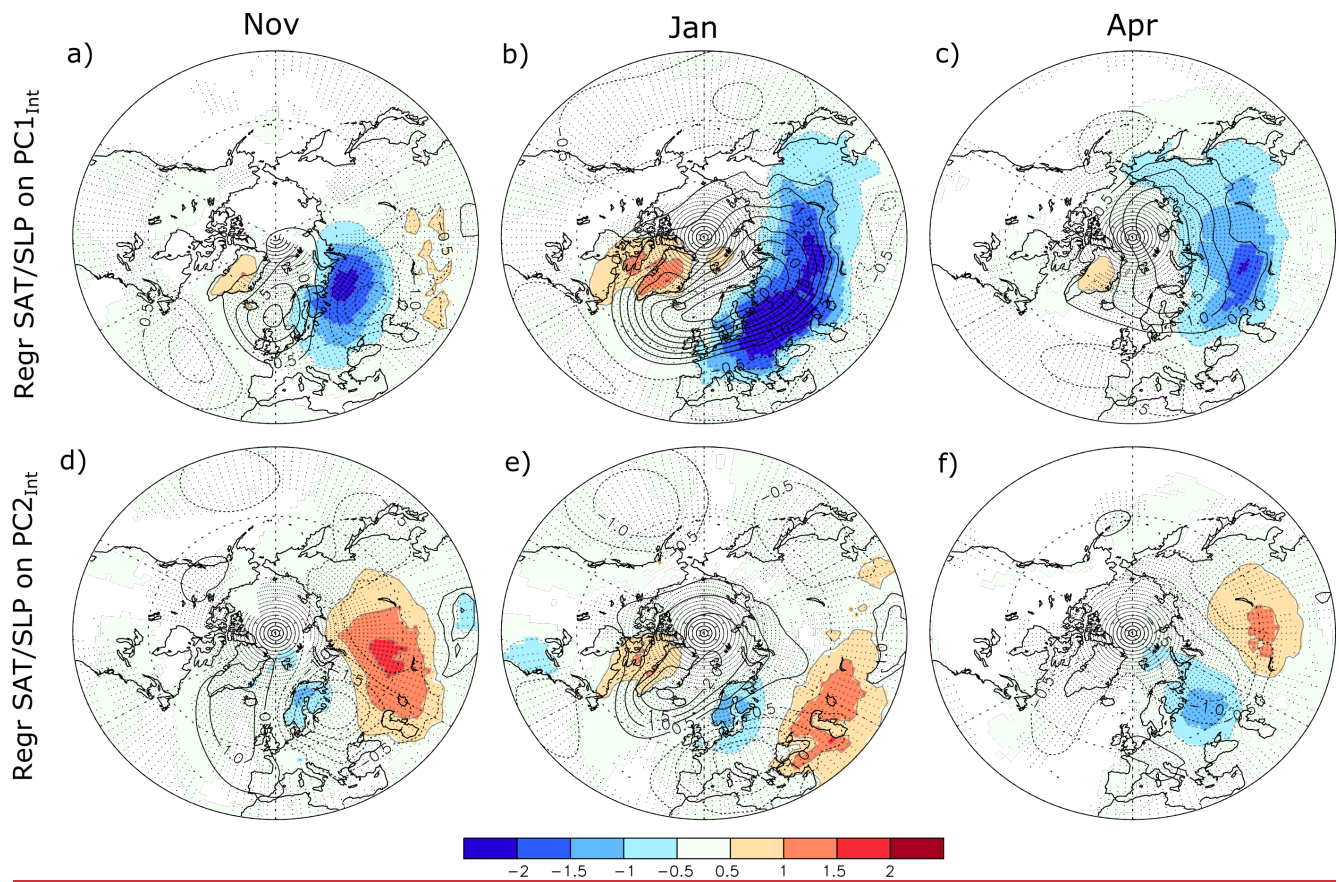 Nov
Jan
Apr
a)
b)
c)
Regr SAT/SLP on PC1Int
d)
e)
f)
Regr SAT/SLP on PC2Int
−2 −1.5 −1 −0.5 0.5 1 1.5 2